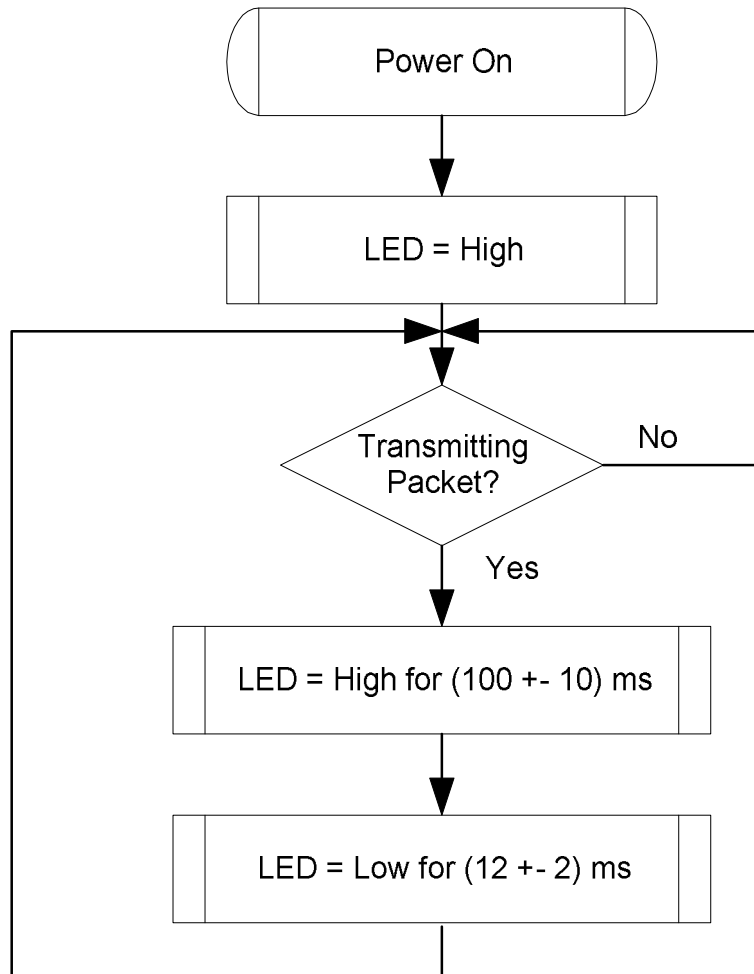 Power On
LED = High
Transmitting
Packet?
No
Yes
LED = High for (100 +- 10) ms
LED = Low for (12 +- 2) ms